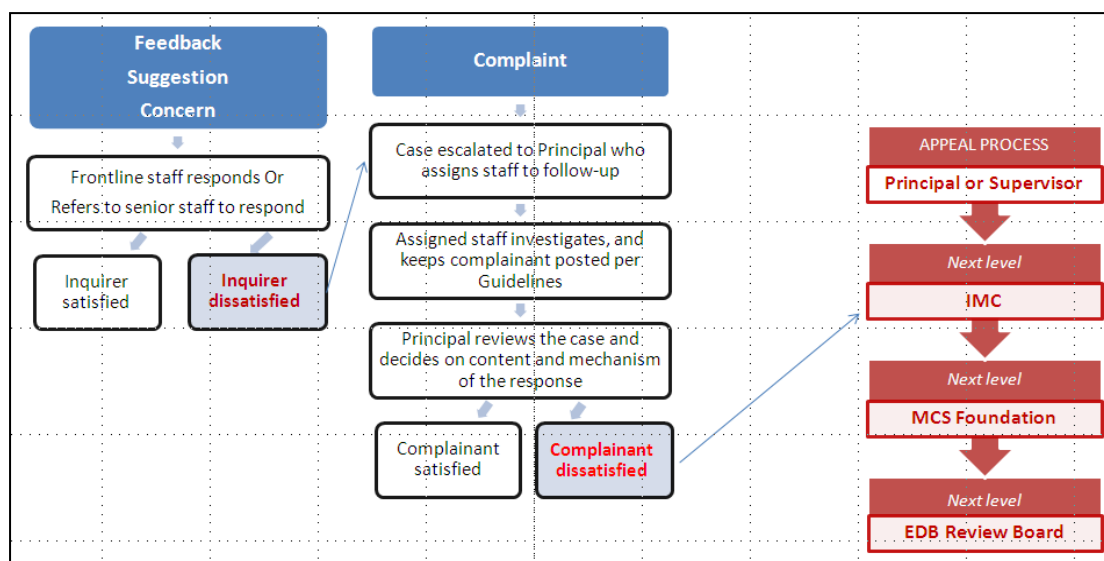 Feedback
Suggestion
Concern
Frontline staff responds Or
Refers to senior staff to respond
Inquirer
satisfied
Inquirer
dissatisfied
Complaint
Case escalated to Principal who
assigns staff to follow-up
Assigned staff investigates, and
keeps complainant posted per
Guidelines
Principal reviews the case and
decides on content and mechanism
of the response
Complainant
satisfied
Complainant
dissatisfied
APPEAL PROCESS
Principal or Supervisor
Next level
IMC
Next level
MCS Foundation
Next level
EDB Review Board